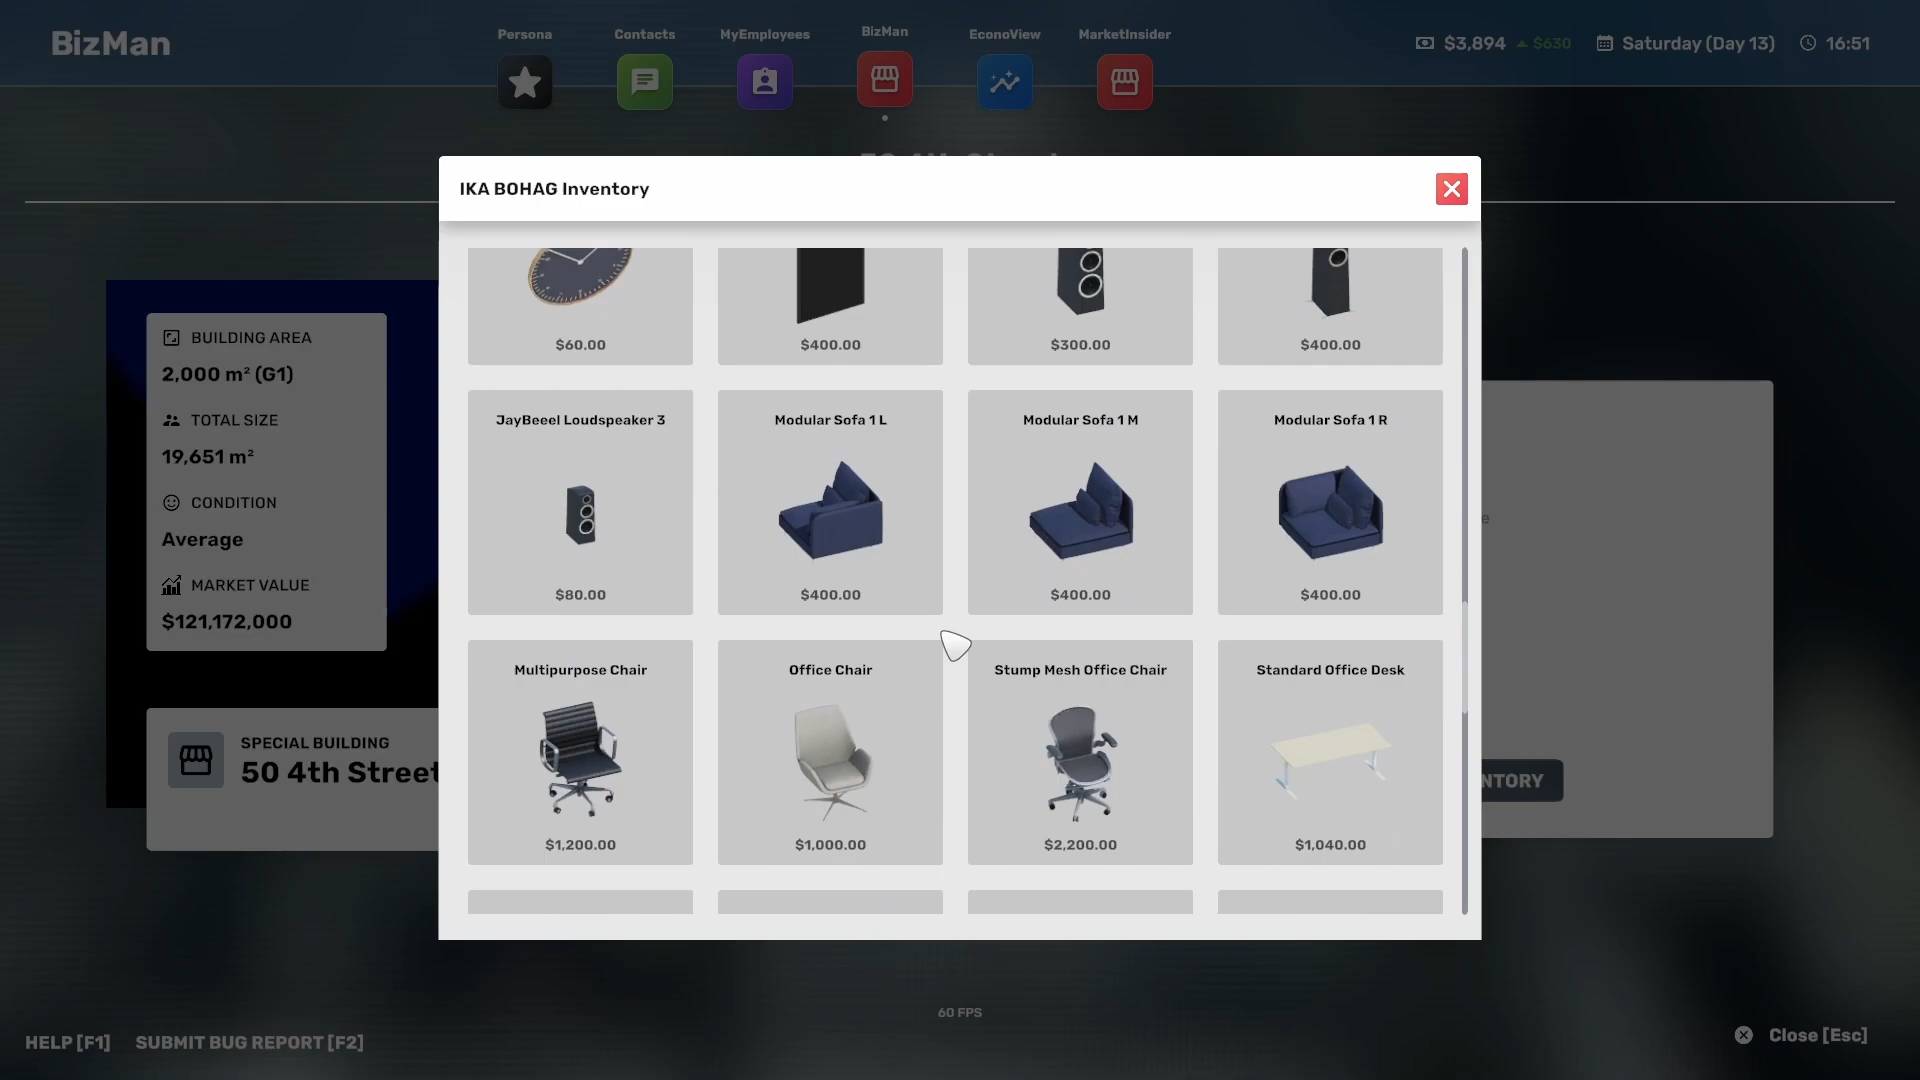 BizMan
Persona
Contacts
MyEmployees
BizMan
EconoView
MarketInsider
$3,894
$630
Saturday (Day 13)
16:51
IKA BOHAG Inventory
$60.00
$400.00
$300.00
$400.00
JayBeeel Loudspeaker 3
Modular Sofa 1 L
Modular Sofa 1 M
Modular Sofa 1 R
$80.00
$400.00
$400.00
$400.00
Multipurpose Chair
Office Chair
Stump Mesh Office Chair
Standard Office Desk
$1,200.00
$1,000.00
$2,200.00
$1,040.00
BUILDING AREA
2,000 m² (G1)
TOTAL SIZE
19,651 m²
CONDITION
Average
MARKET VALUE
$121,172,000
SPECIAL BUILDING
50 4th Street
NTORY
60 FPS
HELP [F1]
SUBMIT BUG REPORT [F2]
Close [Esc]